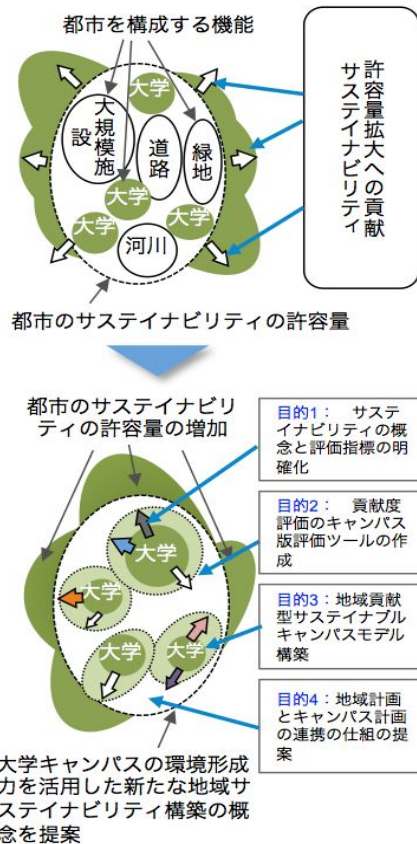 都市を構成する機能
大学
大規模施
設
道路
緑地
大学
大学
大学
河川
許容量拡大への貢献
サステイナビリティ
都市のサステイナビリティの許容量
都市のサステイナビリ
ティの許容量の増加
大学
大学
大学
大学
目的1： サステ
イナビリティの概
念と評価指標の明
確化
目的2： 貢献度
評価のキャンパス
版評価ツールの作
成
目的3：地域貢献
型サステイナブル
キャンパスモデル
構築
目的4：地域計画
とキャンパス計画
の連携の仕組の提
案
大学キャンパスの環境形成
力を活用した新たな地域サ
ステイナビリティ構築の概
念を提案